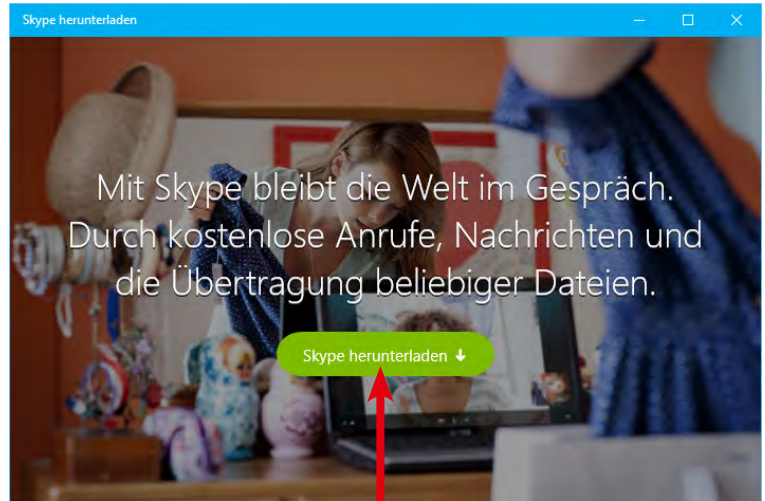 Skype herunterladen
Mit Skype bleibt die Welt im Gespräch.
Durch kostenlose Anrufe, Nachrichten und
die Übertragung beliebiger Dateien.
Skype herunterladen